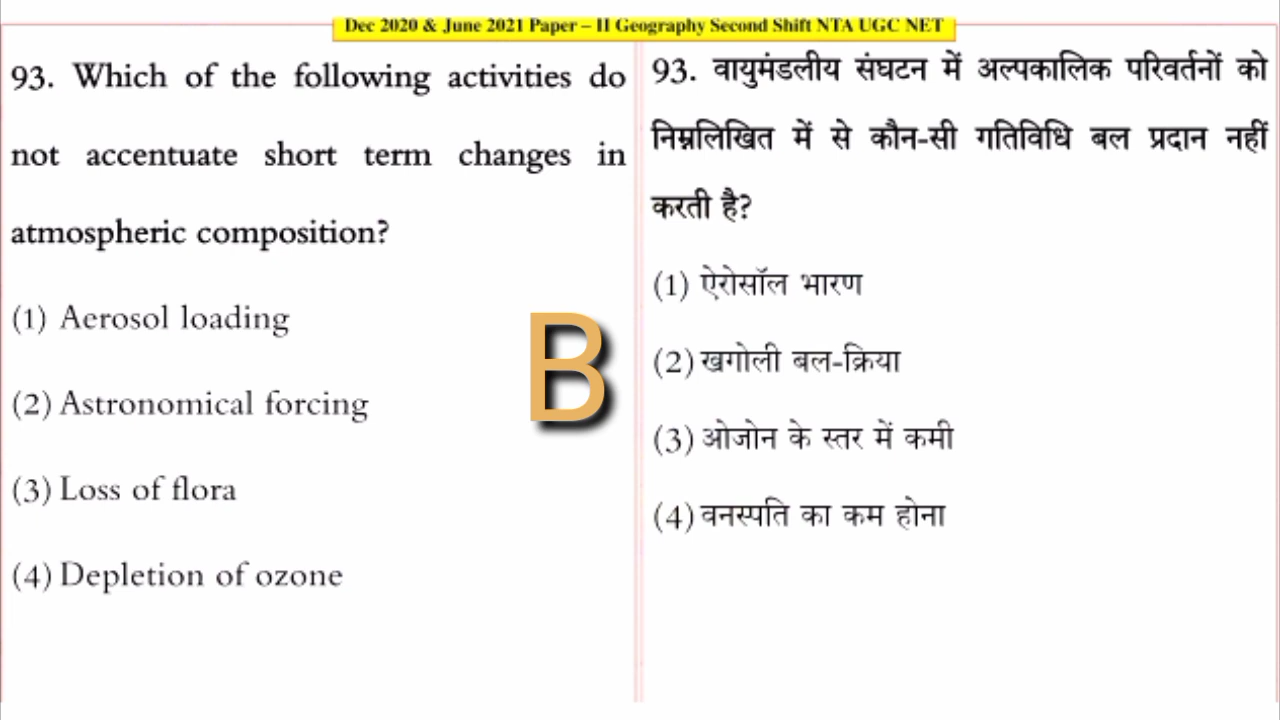 Dec 2020 & June 2021 Paper – II Geography Second Shift NTA UGC NET
93. Which of the following activities do
not accentuate short term changes in
atmospheric composition?
(1) Aerosol loading
(2) Astronomical forcing
(3) Loss of flora
(4) Depletion of ozone
B
93. वायुमंडलीय संघटन में अल्पकालिक परिवर्तनों को
निम्नलिखित में से कौन-सी गतिविधि बल प्रदान नहीं
करती है?
(1) ऐरोसॉल भारण
(2) खगोली बल-क्रिया
(3) ओजोन के स्तर में कमी
(4) वनस्पति का कम होना